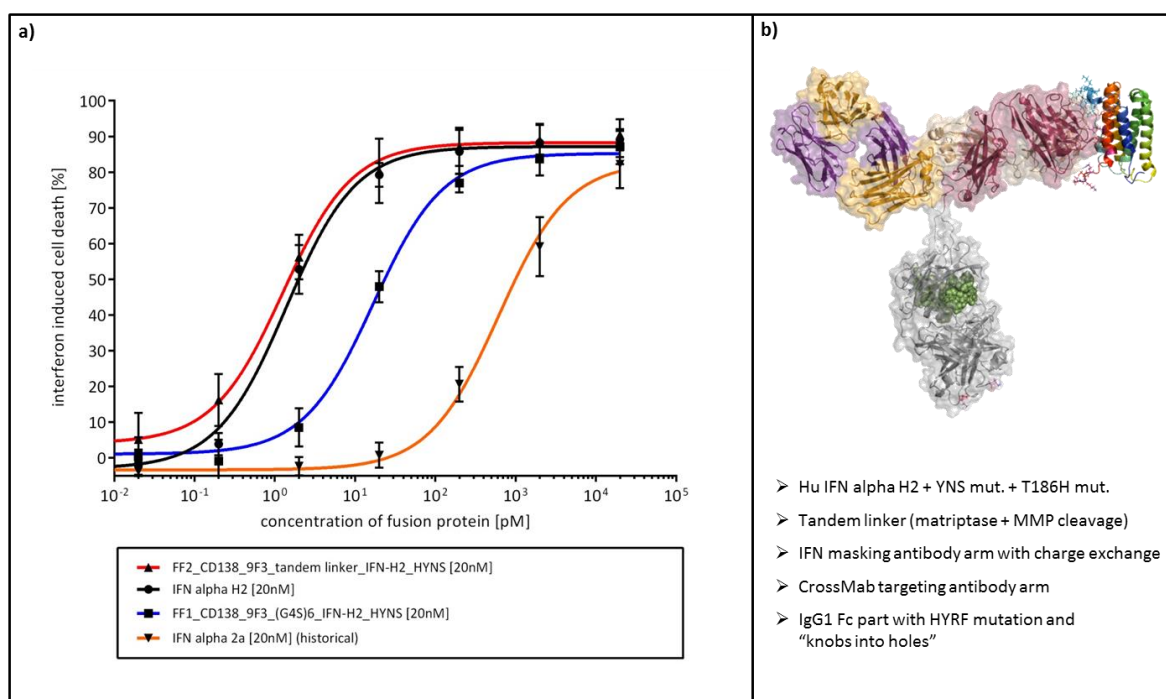 a)
interferon induced cell death [%]
100
90
80
70
60
50
40
30
20
10
0
10-2 10-1 100 101 102 103 104 105
concentration of fusion protein [pM]
FF2_CD138_9F3_tandem linker_IFN-H2_HYNS [20nM]
IFN alpha H2 [20nM]
FF1_CD138_9F3_(G4S)6_IFN-H2_HYNS [20nM]
IFN alpha 2a [20nM] (historical)
b)
➢ Hu IFN alpha H2 + YNS mut. + T186H mut.
➢ Tandem linker (matriptase + MMP cleavage)
➢ IFN masking antibody arm with charge exchange
➢ CrossMab targeting antibody arm
➢ IgG1 Fc part with HYRF mutation and
“knobs into holes”